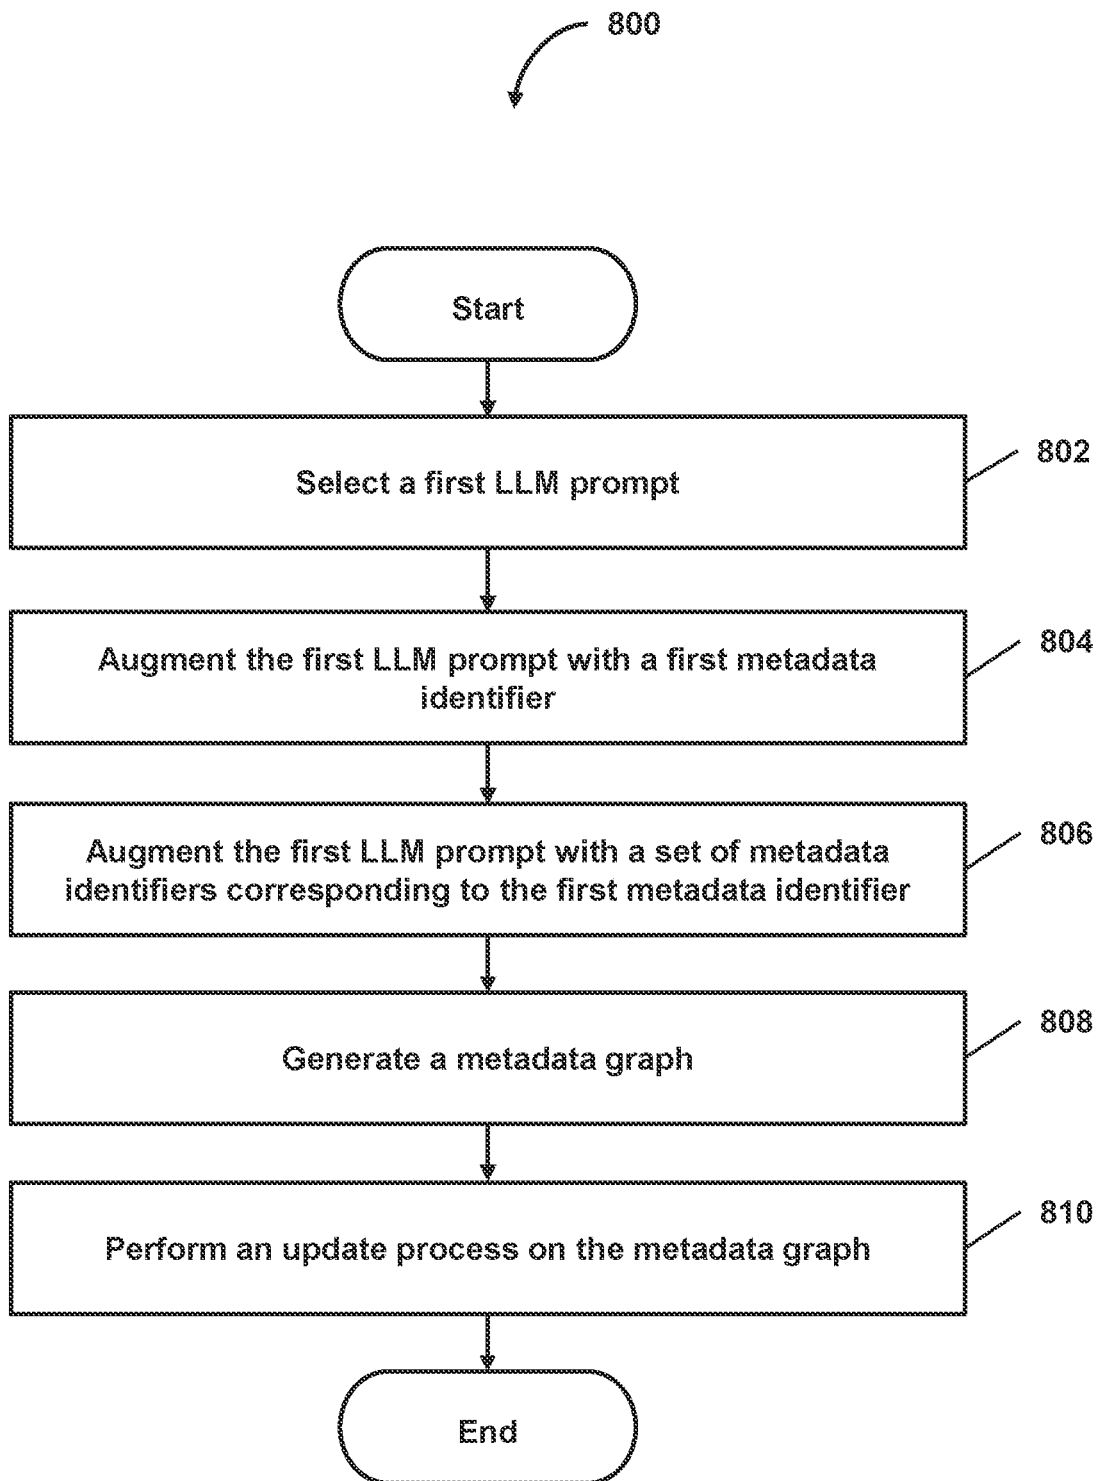 800
Start
Select a first LLM prompt
802
Augment the first LLM prompt with a first metadata
identifier
804
Augment the first LLM prompt with a set of metadata
identifiers corresponding to the first metadata identifier
806
Generate a metadata graph
808
Perform an update process on the metadata graph
810
End